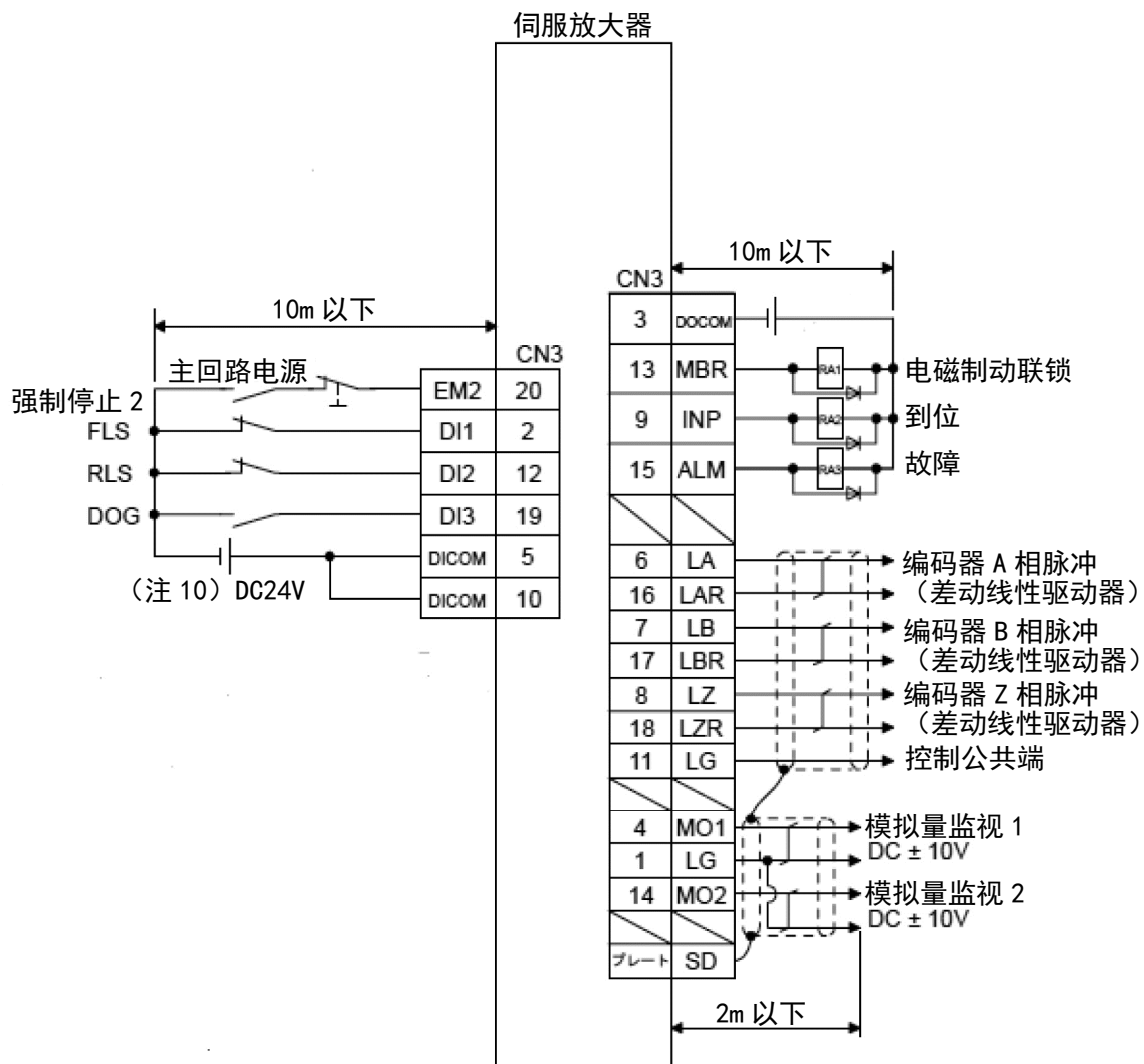 伺服放大器
10m 以下
CN3
3 DOCOM
13 MBR RA1 电磁制动联锁
9 INP RA2 到位
15 ALM RA3 故障
10m 以下
CN3
主回路电源
强制停止 2
EM2 20
FLS DI1 2
RLS DI2 12
DOG DI3 19
DICOM 5
（注 10）DC24V
DICOM 10
6 LA 编码器 A 相脉冲
16 LAR （差动线性驱动器）
7 LB 编码器 B 相脉冲
17 LBR （差动线性驱动器）
8 LZ 编码器 Z 相脉冲
18 LZR （差动线性驱动器）
11 LG 控制公共端
4 MO1 模拟量监视 1
1 LG DC ± 10V
14 MO2 模拟量监视 2
DC ± 10V
プレート SD
2m 以下